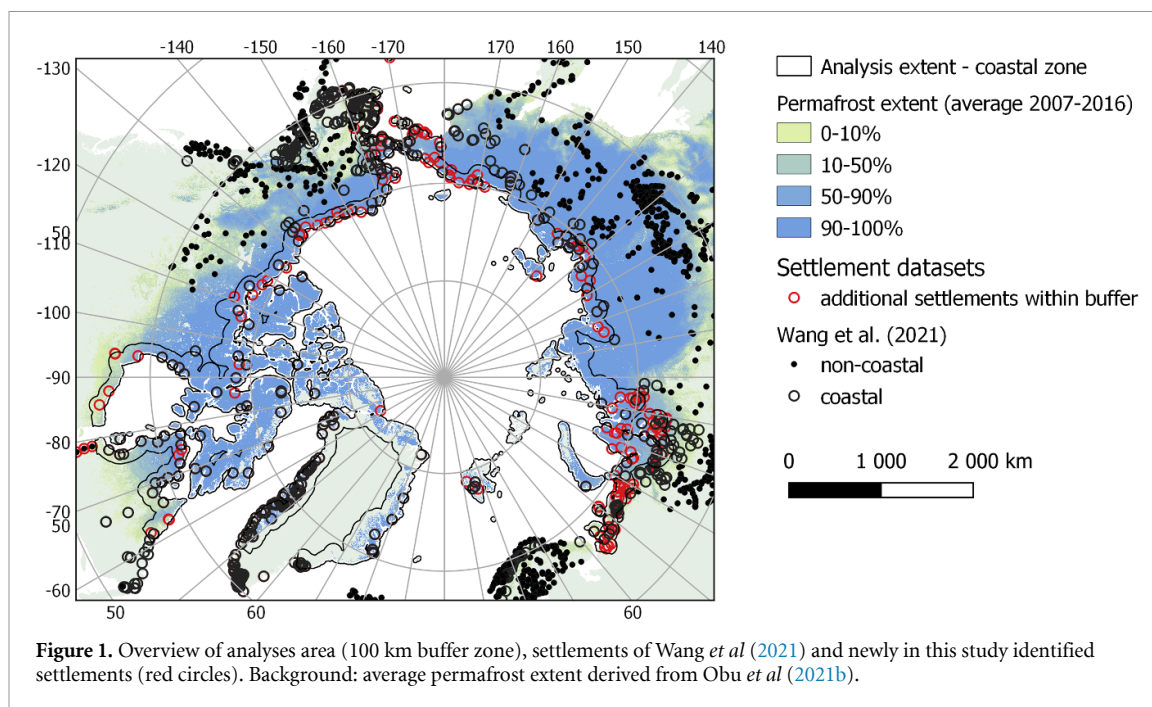 -140 -150 -160 -170 170 160 150 140
-130
-120
-110
50
-100
-90
-80
-70
50
-60
50 60 60
Analysis extent - coastal zone
Permafrost extent (average 2007-2016)
0-10%
10-50%
50-90%
90-100%
Settlement datasets
additional settlements within buffer
Wang et al. (2021)
non-coastal
coastal
0 1 000 2 000 km
Figure 1. Overview of analyses area (100 km buffer zone), settlements of Wang et al (2021) and newly in this study identified
settlements (red circles). Background: average permafrost extent derived from Obu et al (2021b).